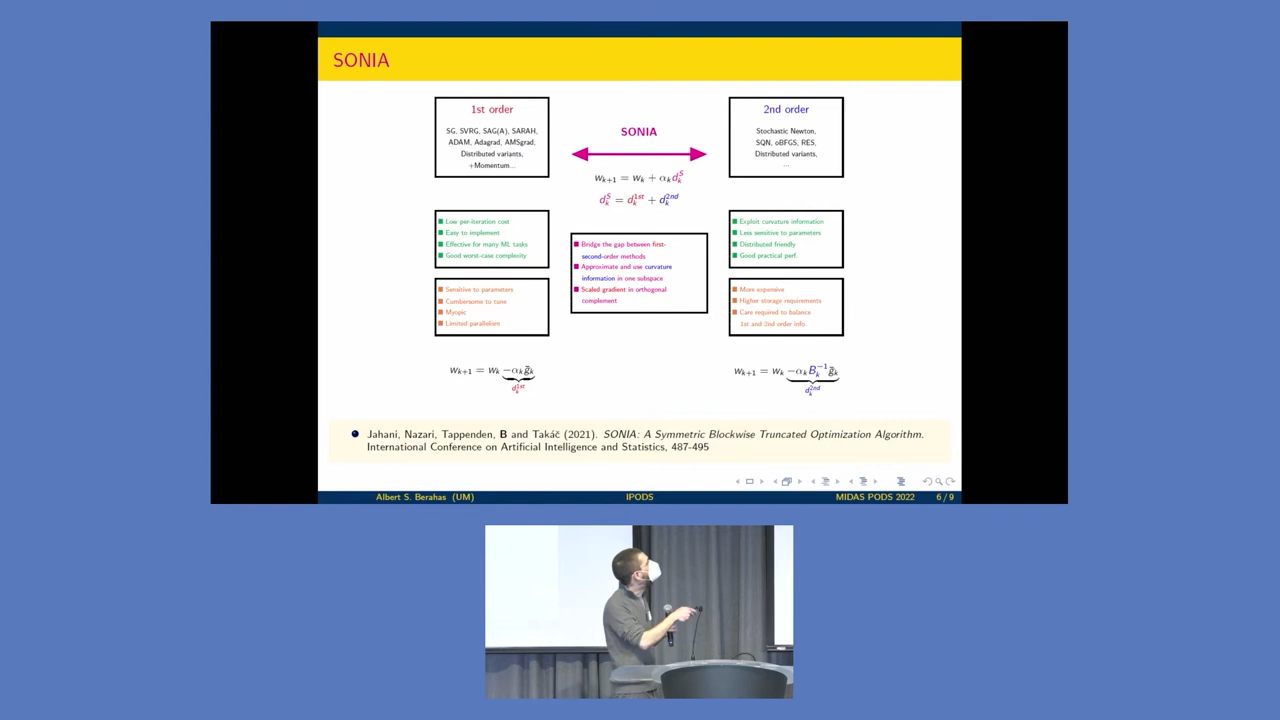 SONIA
1st order
SG, SVRG, SAG(A), SARAH,
ADAM, Adagrad, AMSgrad,
Distributed variants,
+Momentum...
SONIA
w_{k+1} = w_k + α_k d_k^S
d_k^S = d_k^{1st} + d_k^{2nd}
2nd order
Stochastic Newton,
SQN, oBFGS, RES,
Distributed variants,
...
Low per-iteration cost
Easy to implement
Effective for many ML tasks
Good worst-case complexity
Sensitive to parameters
Cumbersome to tune
Myopic
Limited parallelism
Bridge the gap between first-
second-order methods
Approximate and use curvature
information in one subspace
Scaled gradient in orthogonal
complement
Exploit curvature information
Less sensitive to parameters
Distributed friendly
Good practical perf.
More expensive
Higher storage requirements
Care required to balance
1st and 2nd order info.
w_{k+1} = w_k −α_k g̃_k
d_k^{1st}
w_{k+1} = w_k −α_k B_k^{−1} g̃_k
d_k^{2nd}
Jahani, Nazari, Tappenden, B and Takáč (2021). SONIA: A Symmetric Blockwise Truncated Optimization Algorithm.
International Conference on Artificial Intelligence and Statistics, 487-495
Albert S. Berahas (UM) IPODS MIDAS PODS 2022 6 / 9